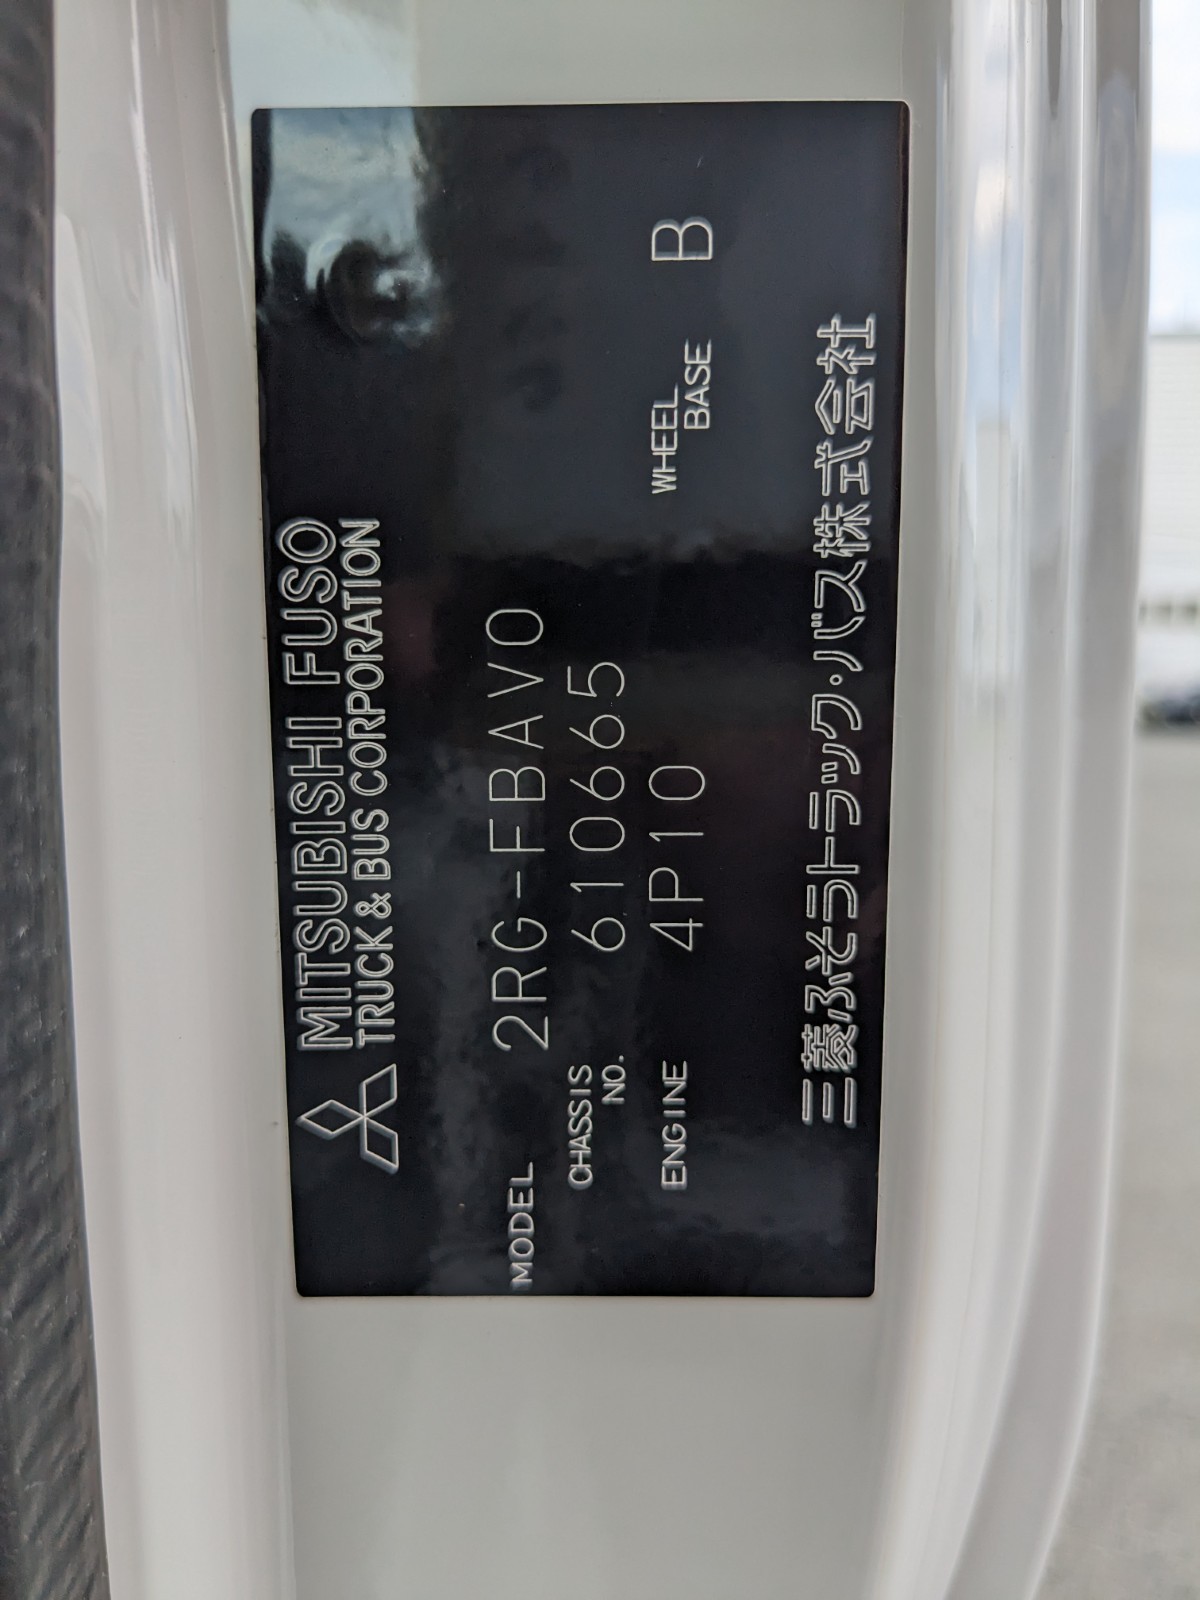 MITSUBISHI FUSO
TRUCK & BUS CORPORATION
MODEL 2RG-FBAV0
CHASSIS NO. 610665
ENGINE 4P10
WHEEL BASE B
三菱ふそうトラック・バス株式会社